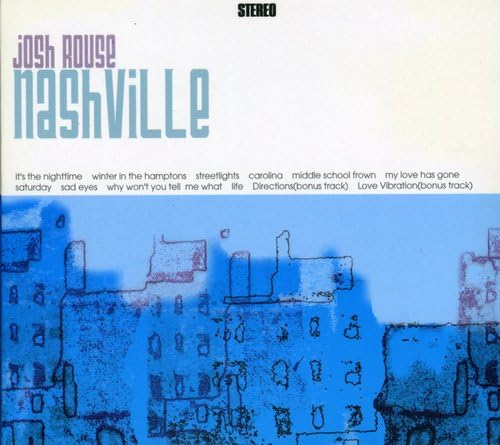 STEREO
josh rouse
nashville
it's the nighttime winter in the hamptons streetlights carolina middle school frown my love has gone
saturday sad eyes why won't you tell me what life Directions(bonus track) Love Vibration(bonus track)